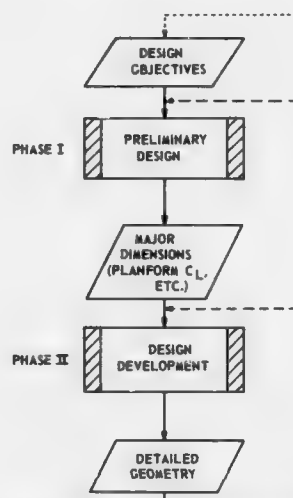 DESIGN
OBJECTIVES
PHASE I
PRELIMINARY
DESIGN
MAJOR
DIMENSIONS
(PLANFORM CL,
ETC.)
PHASE II
DESIGN
DEVELOPMENT
DETAILED
GEOMETRY